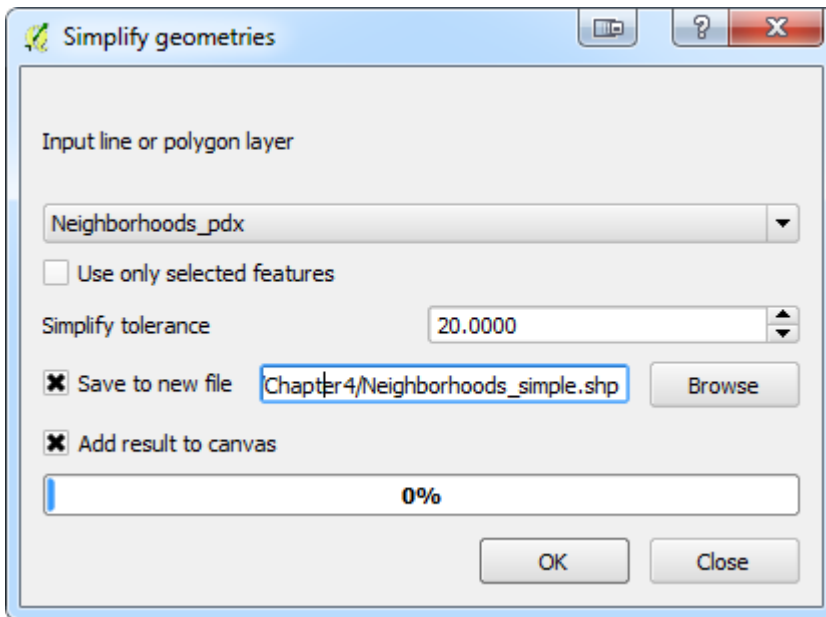 Simplify geometries
Input line or polygon layer
Neighborhoods_pdx
Use only selected features
Simplify tolerance 20.0000
Save to new file /Chapter4/Neighborhoods_simple.shp Browse
Add result to canvas
0%
OK Close